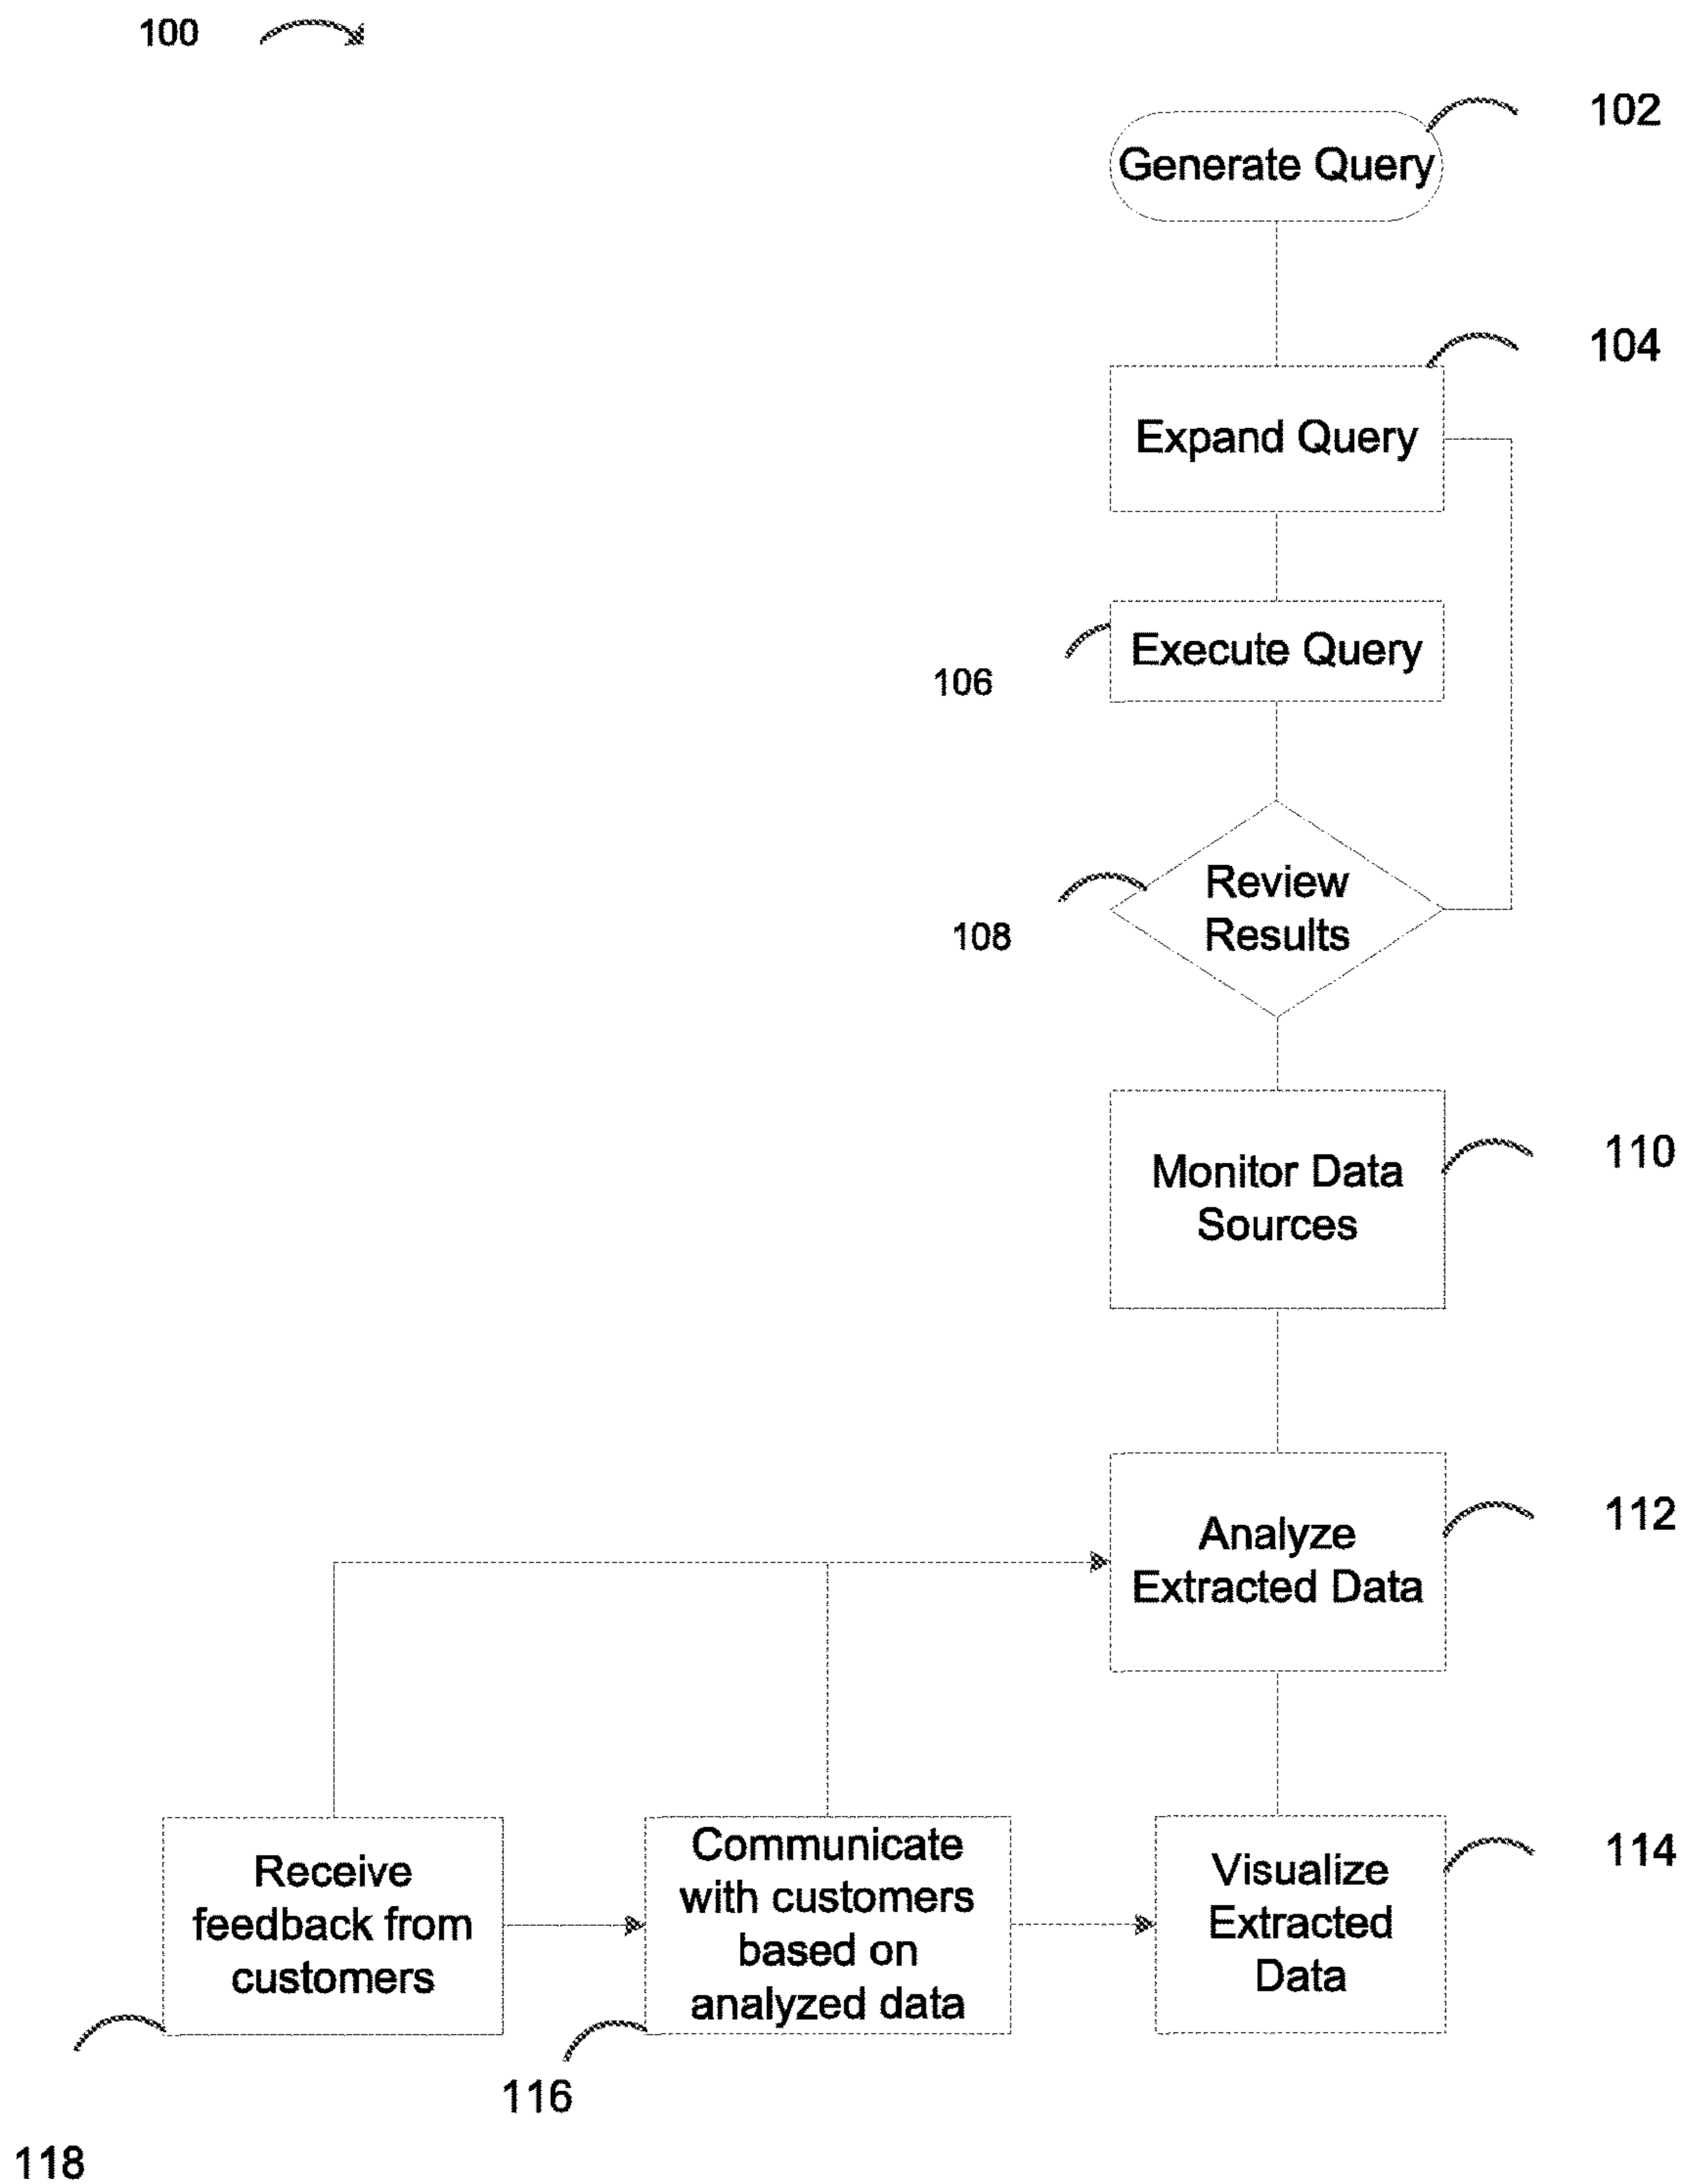 100
102
Generate Query
104
Expand Query
106
Execute Query
108
Review
Results
110
Monitor Data
Sources
112
Analyze
Extracted Data
114
Visualize
Extracted
Data
Communicate
with customers
based on
analyzed data
116
Receive
feedback from
customers
118